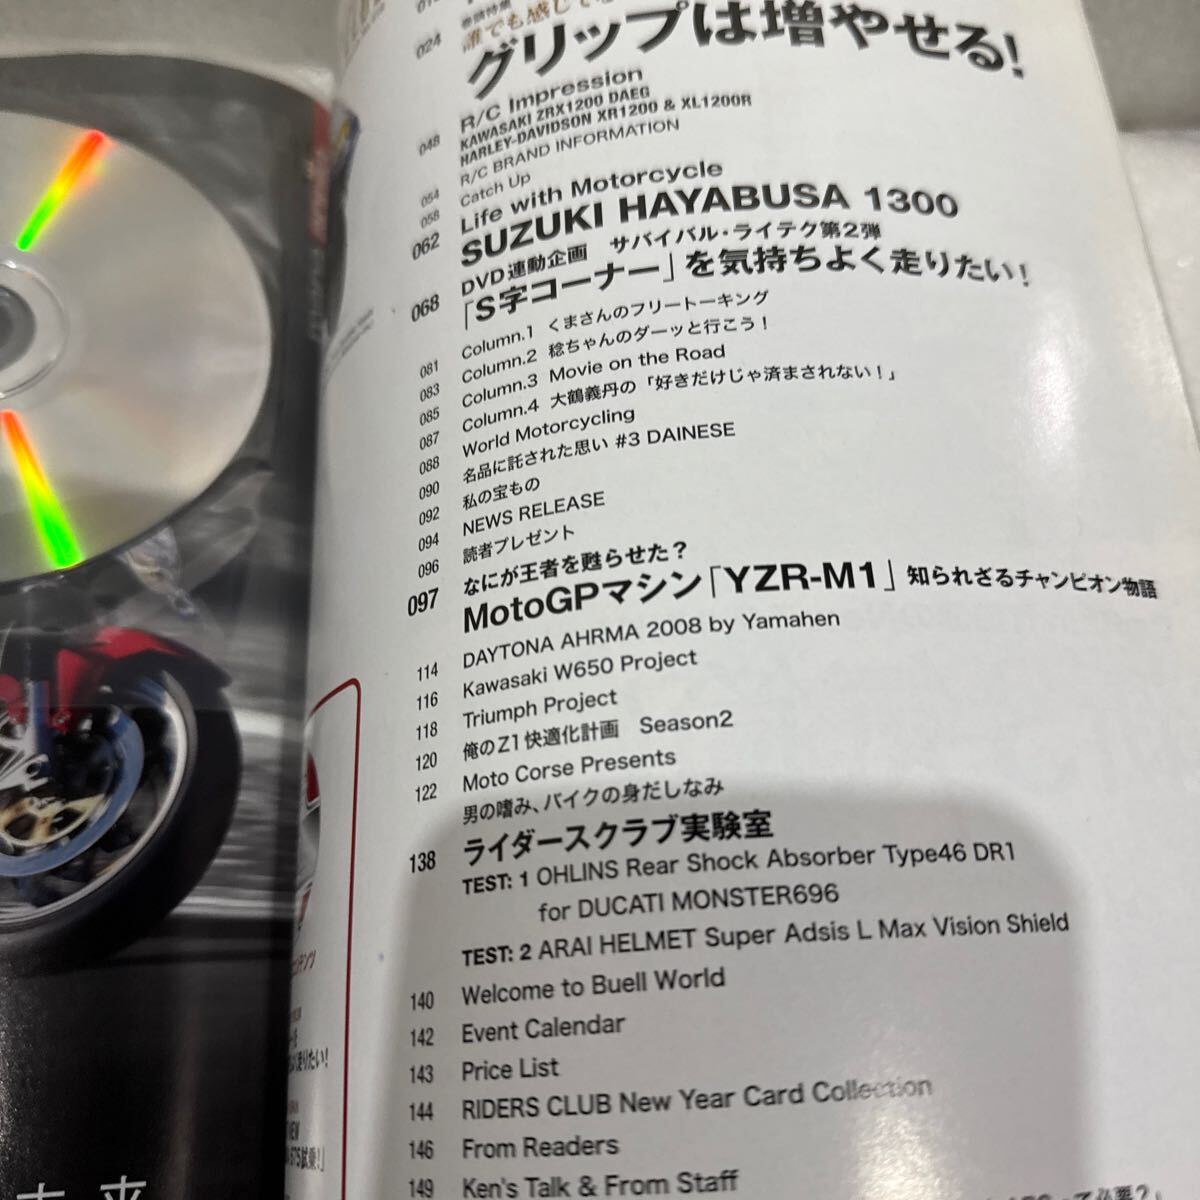 巻頭特集
024
グリップは増やせる!
R/C Impression
048
KAWASAKI ZRX1200 DAEG
HARLEY-DAVIDSON XR1200 & XL1200R
R/C BRAND INFORMATION
054
Catch Up
058
Life with Motorcycle
062
SUZUKI HAYABUSA 1300
DVD連動企画 サバイバル・ライテク第2弾
068
「S字コーナー」を気持ちよく走りたい!
081
Column.1 くまさんのフリートーキング
083
Column.2 稔ちゃんのダーッと行こう!
085
Column.3 Movie on the Road
087
Column.4 大鶴義丹の「好きだけじゃ済まされない!」
088
World Motorcycling
090
名品に託された思い #3 DAINESE
092
私の宝もの
094
NEWS RELEASE
096
読者プレゼント
なにが王者を甦らせた?
097
MotoGPマシン「YZR-M1」知られざるチャンピオン物語
114
DAYTONA AHRMA 2008 by Yamahen
116
Kawasaki W650 Project
118
Triumph Project
120
俺のZ1快適化計画 Season2
122
Moto Corse Presents
男の嗜み、バイクの身だしなみ
138
ライダースクラブ実験室
TEST: 1 OHLINS Rear Shock Absorber Type46 DR1
for DUCATI MONSTER696
TEST: 2 ARAI HELMET Super Adsis L Max Vision Shield
140
Welcome to Buell World
142
Event Calendar
143
Price List
144
RIDERS CLUB New Year Card Collection
146
From Readers
149
Ken's Talk & From Staff